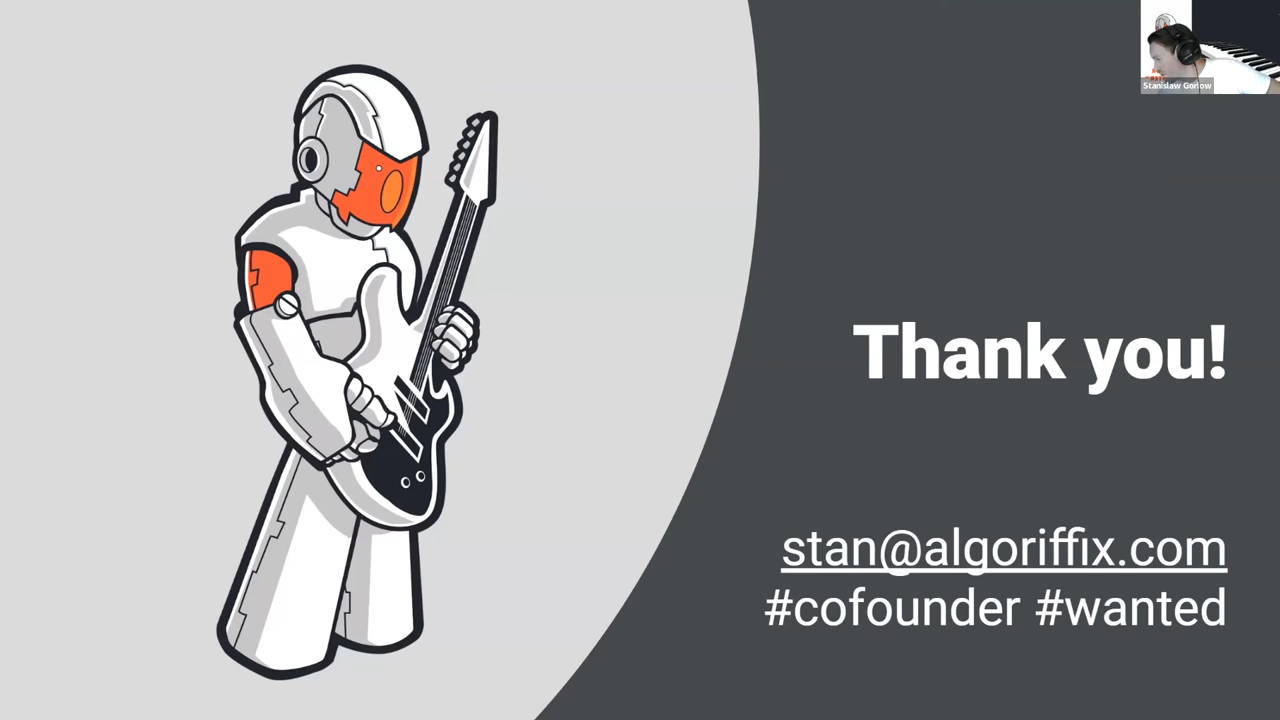 Stanislaw Gorlow
Thank you!
stan@algoriffix.com
#cofounder #wanted